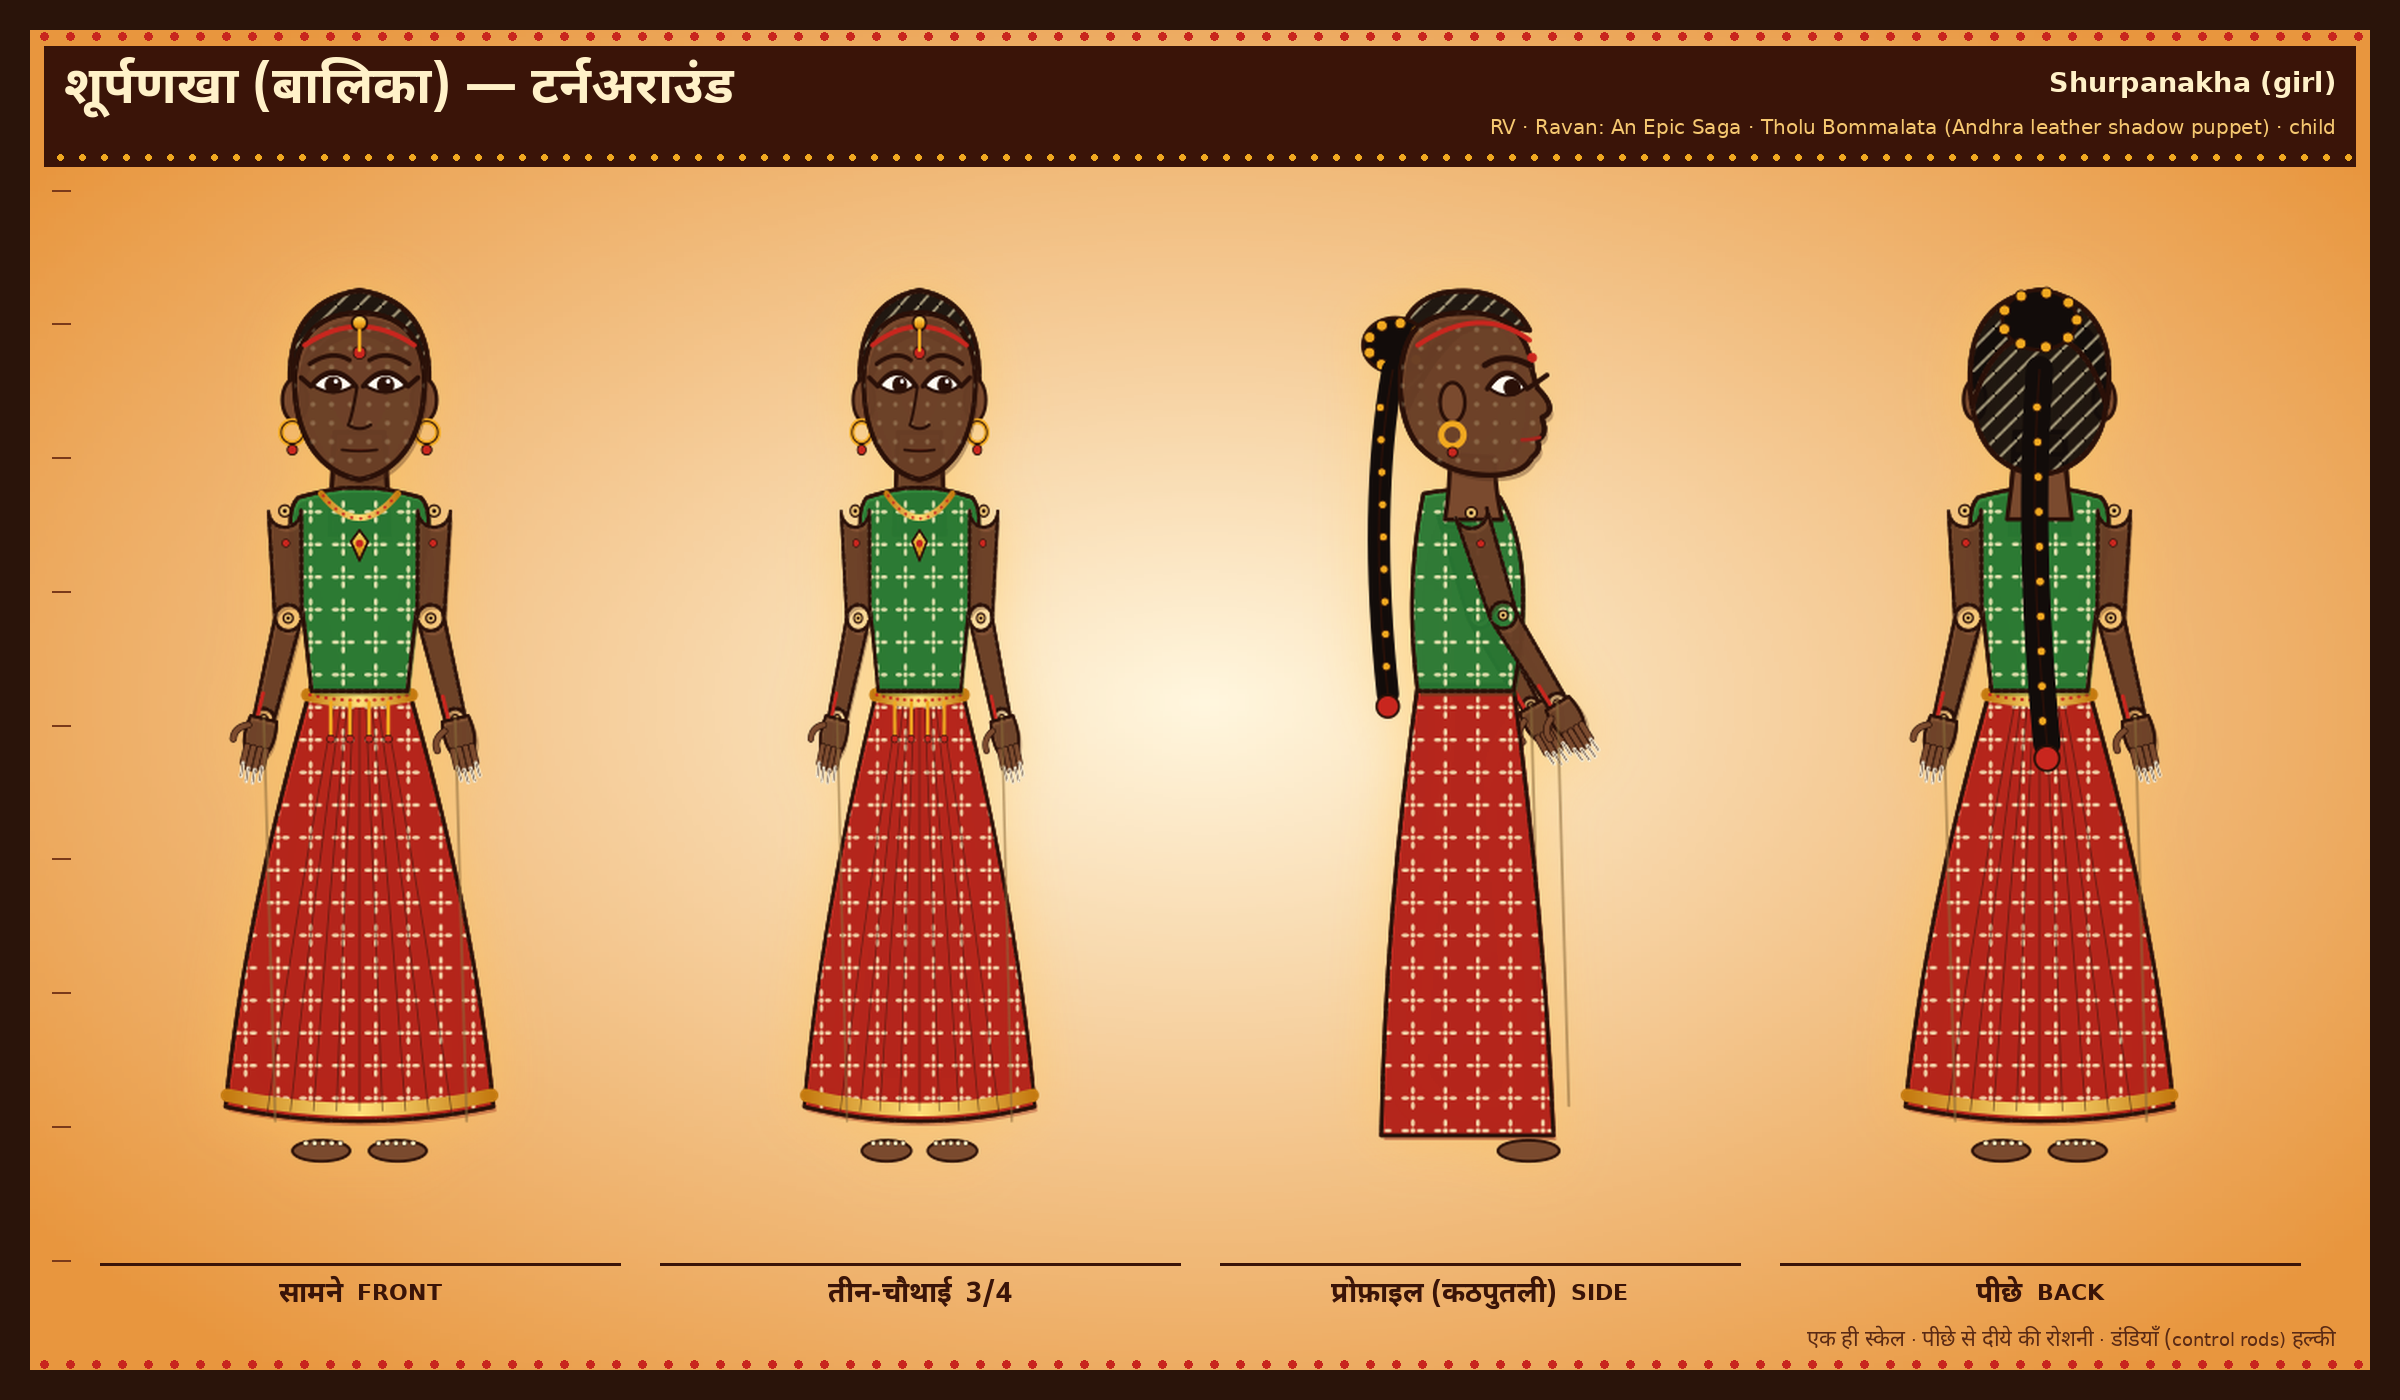 शूर्पणखा (बालिका) — टर्नअराउंड
Shurpanakha (girl)
RV · Ravan: An Epic Saga · Tholu Bommalata (Andhra leather shadow puppet) · child
सामने FRONT
तीन-चौथाई 3/4
प्रोफ़ाइल (कठपुतली) SIDE
पीछे BACK
एक ही स्केल · पीछे से दीये की रोशनी · डंडियाँ (control rods) हल्की